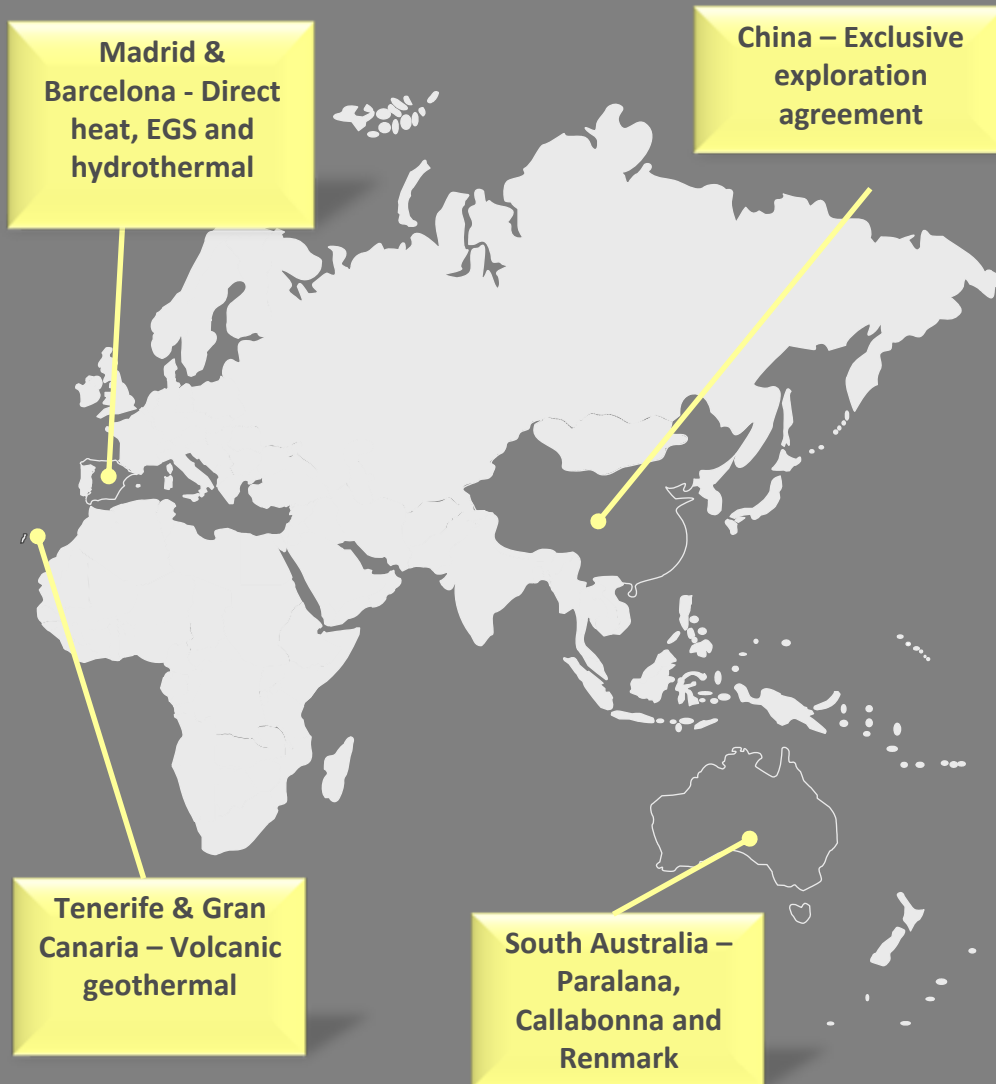 Madrid &
Barcelona - Direct
heat, EGS and
hydrothermal
China – Exclusive
exploration
agreement
Tenerife & Gran
Canaria – Volcanic
geothermal
South Australia –
Paralana,
Callabonna and
Renmark